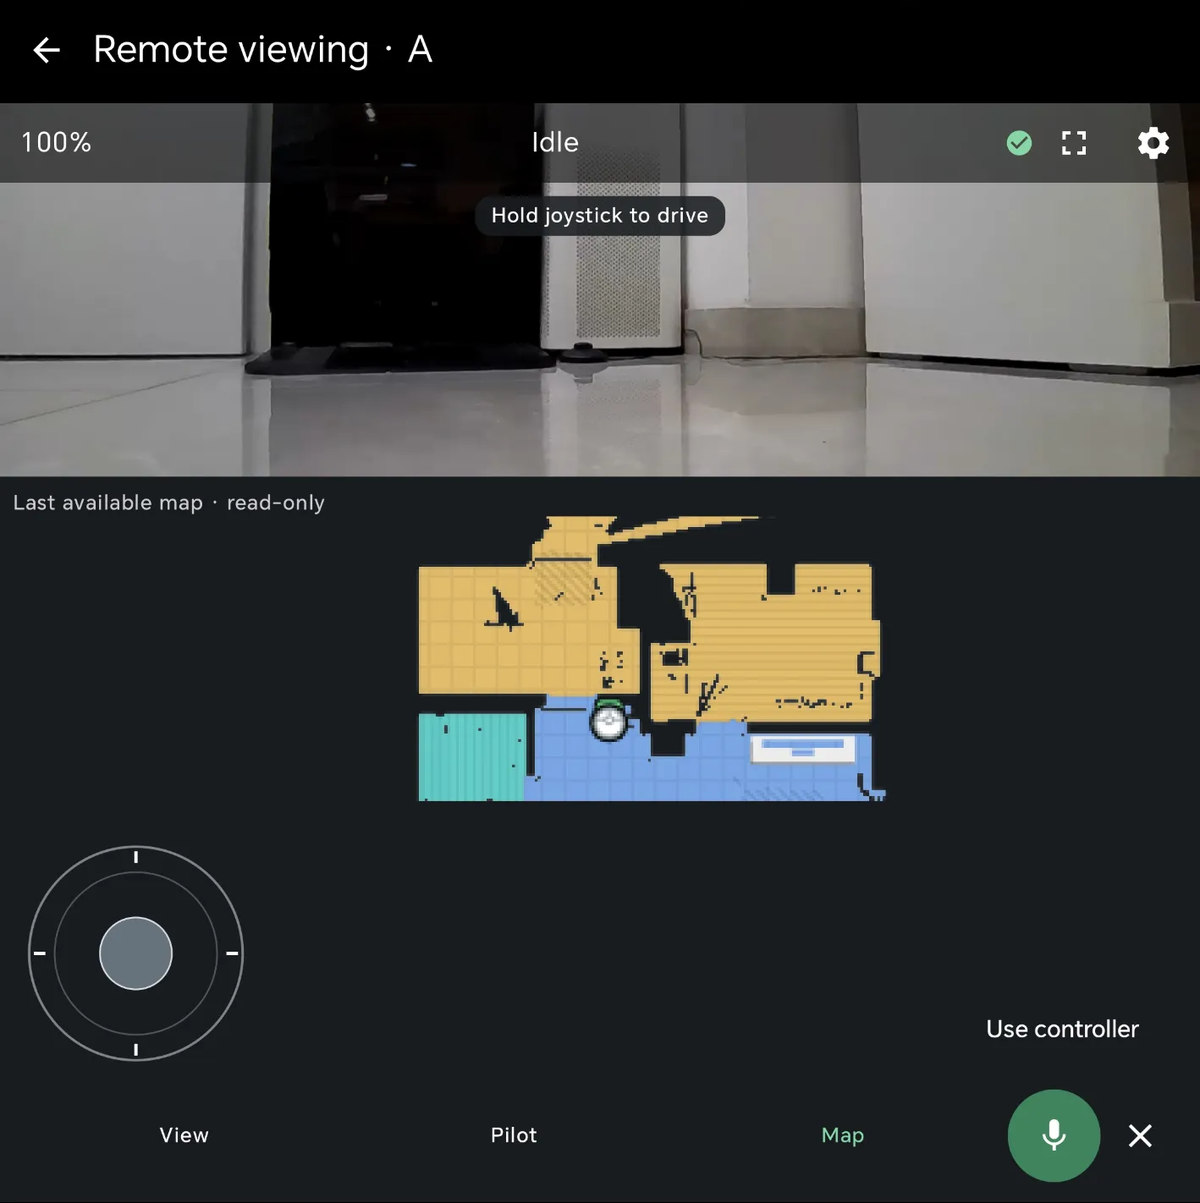 Remote viewing · A
100%
Idle
Hold joystick to drive
Last available map · read-only
Use controller
View
Pilot
Map